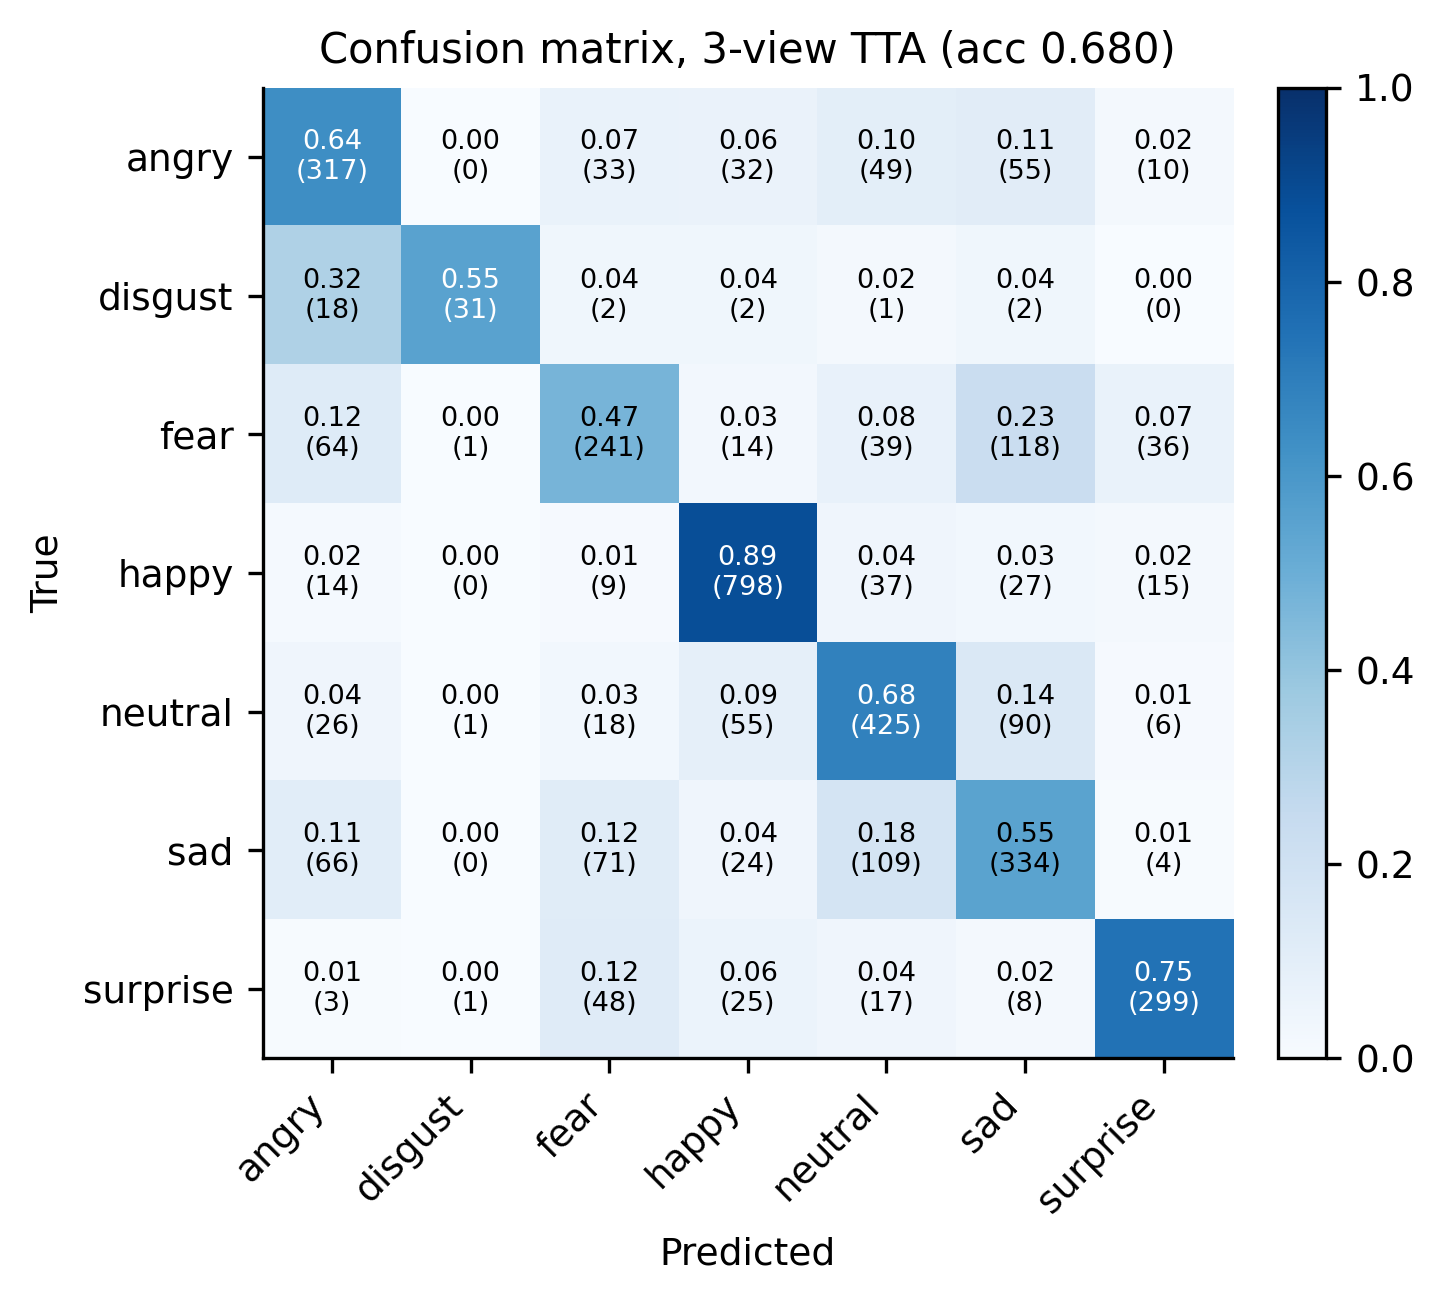 Confusion matrix, 3-view TTA (acc 0.680)
True
angry
0.64 0.00 0.07 0.06 0.10 0.11 0.02
(317) (0) (33) (32) (49) (55) (10)
disgust
0.32 0.55 0.04 0.04 0.02 0.04 0.00
(18) (31) (2) (2) (1) (2) (0)
fear
0.12 0.00 0.47 0.03 0.08 0.23 0.07
(64) (1) (241) (14) (39) (118) (36)
happy
0.02 0.00 0.01 0.89 0.04 0.03 0.02
(14) (0) (9) (798) (37) (27) (15)
neutral
0.04 0.00 0.03 0.09 0.68 0.14 0.01
(26) (1) (18) (55) (425) (90) (6)
sad
0.11 0.00 0.12 0.04 0.18 0.55 0.01
(66) (0) (71) (24) (109) (334) (4)
surprise
0.01 0.00 0.12 0.06 0.04 0.02 0.75
(3) (1) (48) (25) (17) (8) (299)
angry disgust fear happy neutral sad surprise
Predicted
1.0
0.8
0.6
0.4
0.2
0.0